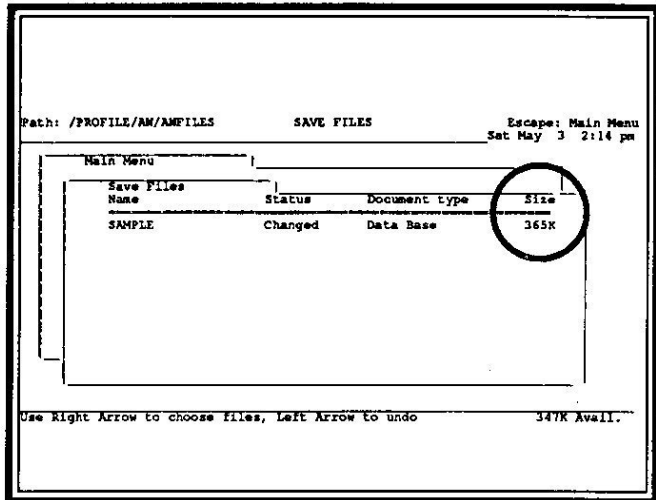 Path: /PROFILE/AW/AWFILES SAVE FILES Escape: Main Menu
Sat May 3 2:14 pm
Main Menu
Save Files
Name Status Document type Size
SAMPLE Changed Data Base 365K
Use Right Arrow to choose files, Left Arrow to undo 347K Avail.